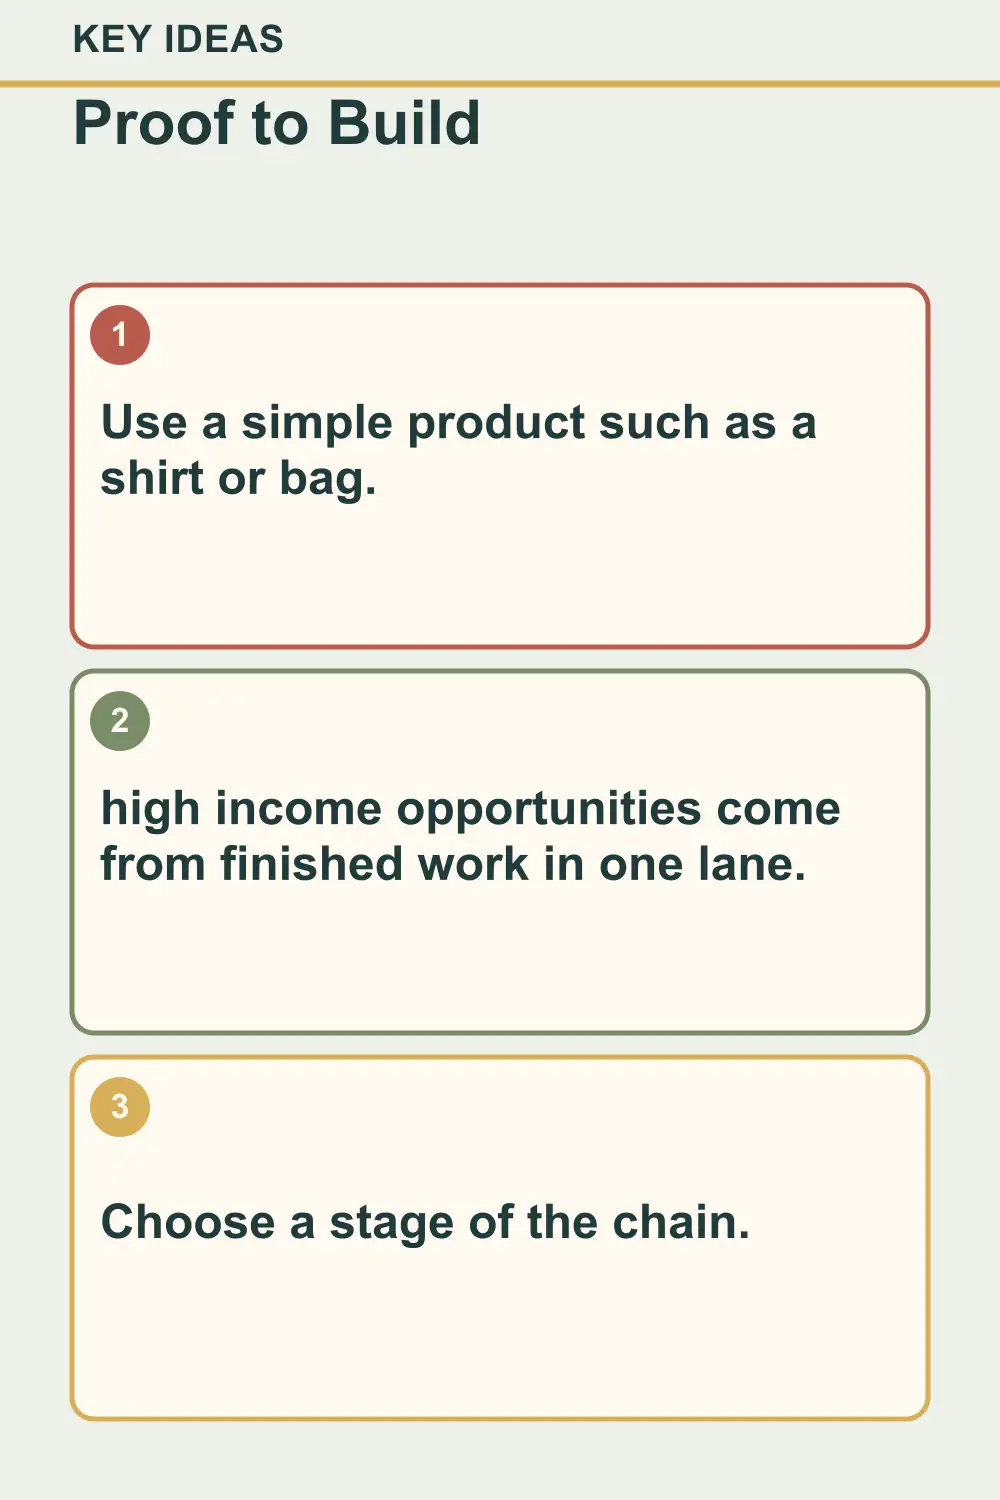 KEY IDEAS
Proof to Build
1
Use a simple product such as a
shirt or bag.
2
high income opportunities come
from finished work in one lane.
3
Choose a stage of the chain.